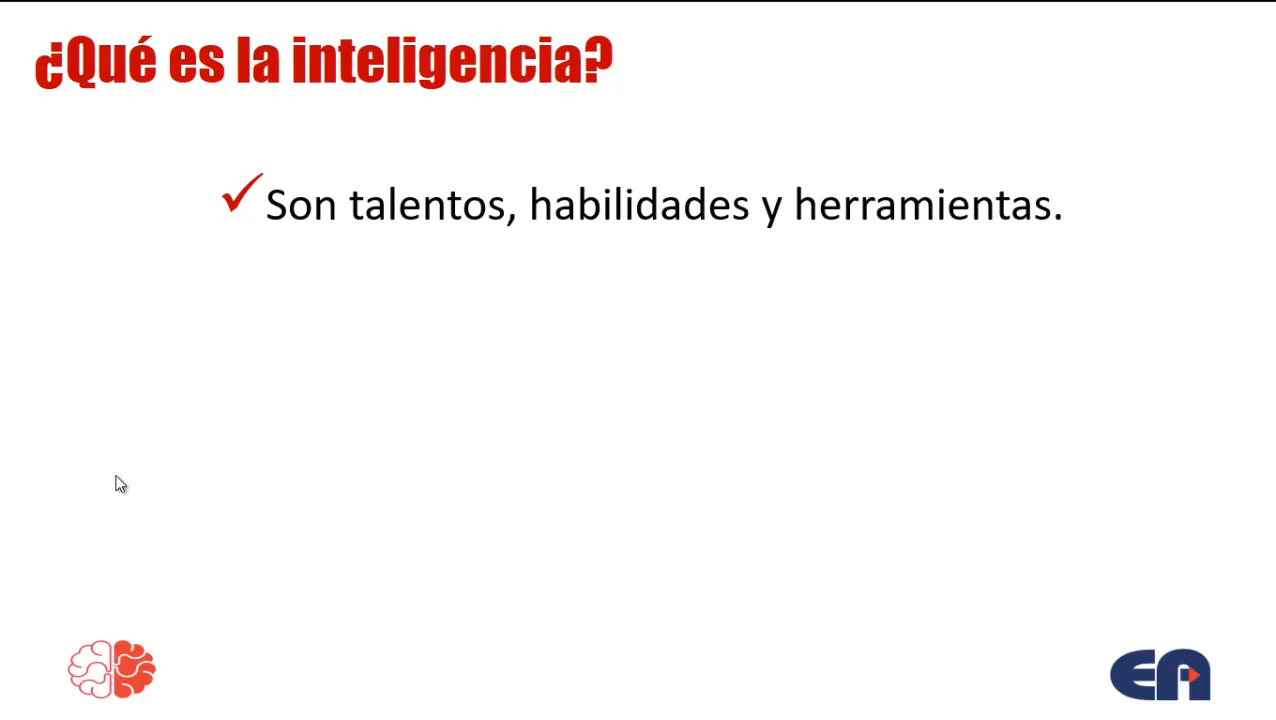 ¿Qué es la inteligencia?
Son talentos, habilidades y herramientas.
EA